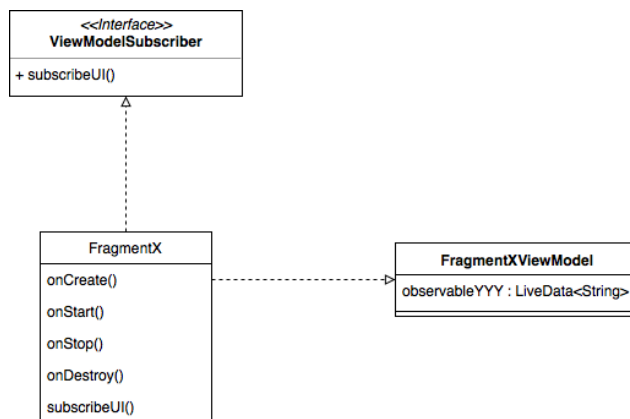 <<Interface>>
ViewModelSubscriber
+ subscribeUI()
FragmentX
onCreate()
onStart()
onStop()
onDestroy()
subscribeUI()
FragmentXViewModel
observableYYY : LiveData<String>